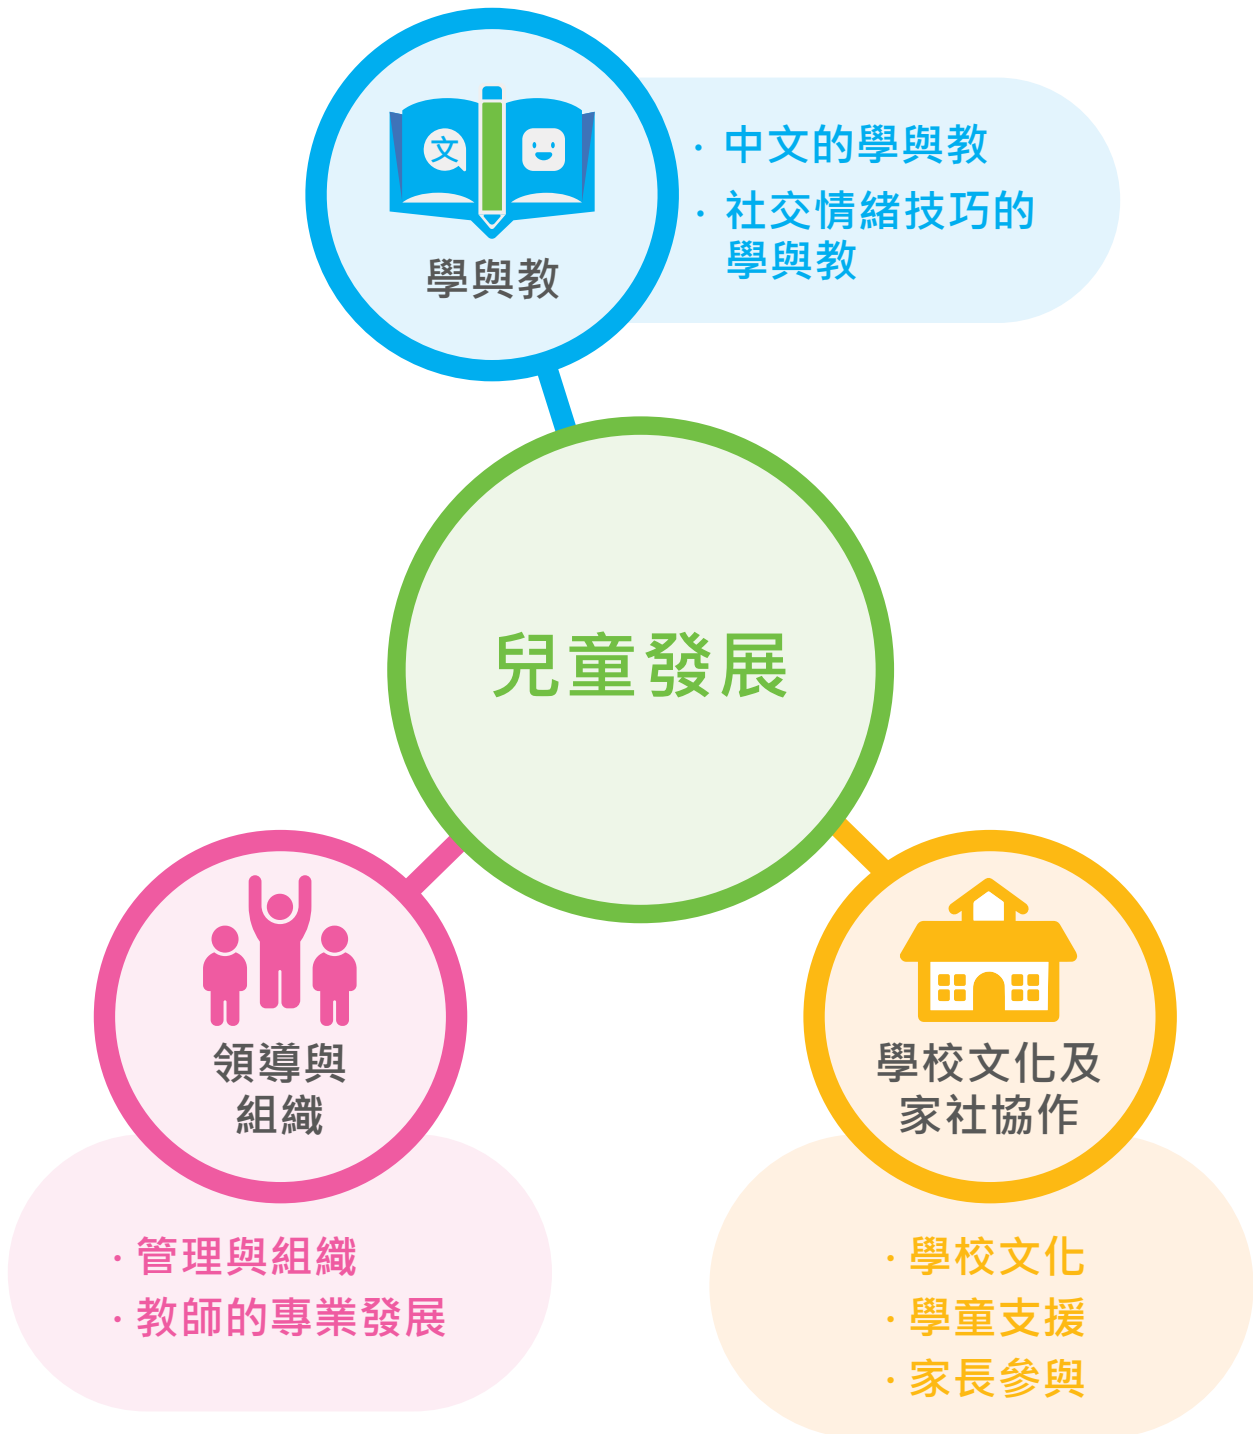 文
學與教
· 中文的學與教
· 社交情緒技巧的
學與教
兒童發展
領導與
組織
· 管理與組織
· 教師的專業發展
學校文化及
家社協作
· 學校文化
· 學童支援
· 家長參與